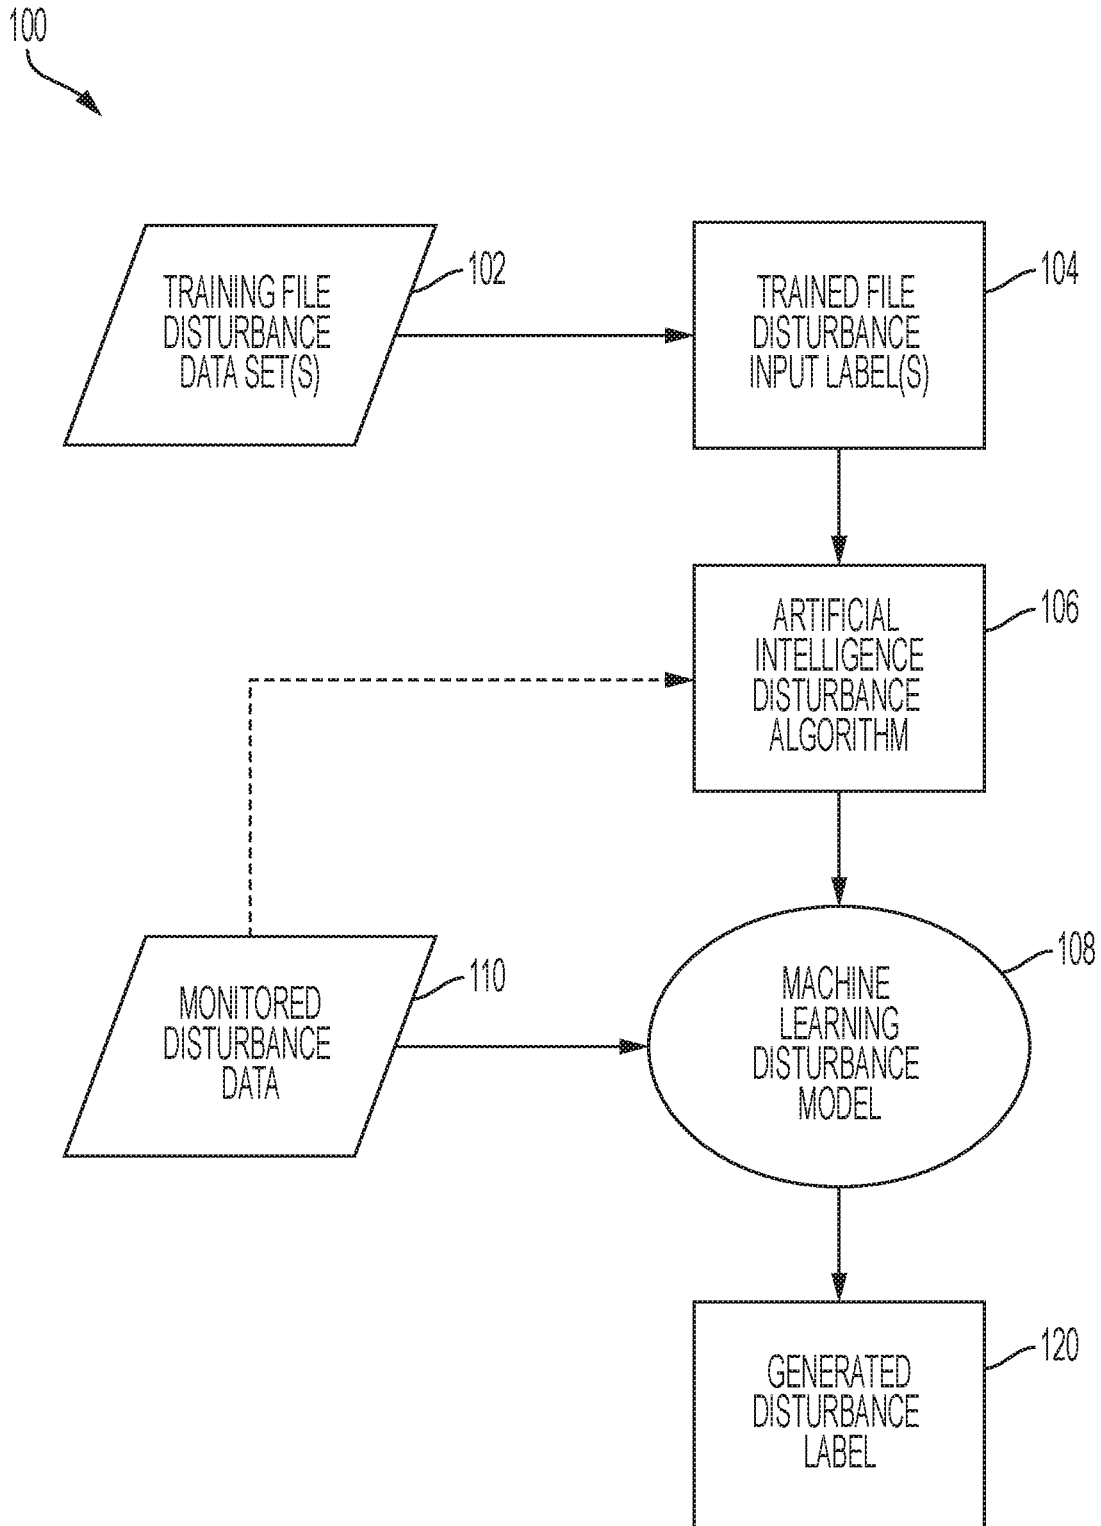 100
TRAINING FILE
DISTURBANCE
DATA SET(S)
102
TRAINED FILE
DISTURBANCE
INPUT LABEL(S)
104
ARTIFICIAL
INTELLIGENCE
DISTURBANCE
ALGORITHM
106
MONITORED
DISTURBANCE
DATA
110
MACHINE
LEARNING
DISTURBANCE
MODEL
108
GENERATED
DISTURBANCE
LABEL
120